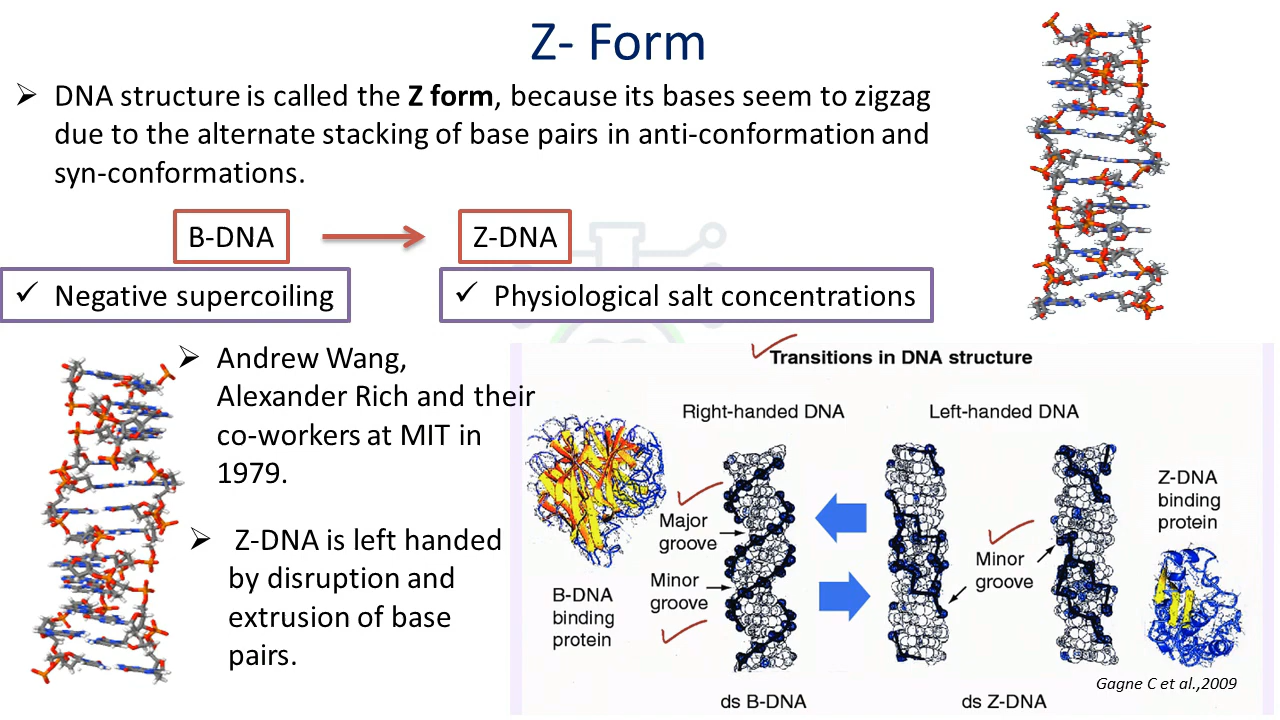 Z- Form
➢ DNA structure is called the Z form, because its bases seem to zigzag
due to the alternate stacking of base pairs in anti-conformation and
syn-conformations.
B-DNA
Z-DNA
✓ Negative supercoiling
✓ Physiological salt concentrations
➢ Andrew Wang,
Alexander Rich and their
co-workers at MIT in
1979.
➢ Z-DNA is left handed
by disruption and
extrusion of base
pairs.
Transitions in DNA structure
Right-handed DNA
Left-handed DNA
Major
groove
Minor
groove
B-DNA
binding
protein
Minor
groove
Z-DNA
binding
protein
ds B-DNA
ds Z-DNA
Gagne C et al.,2009